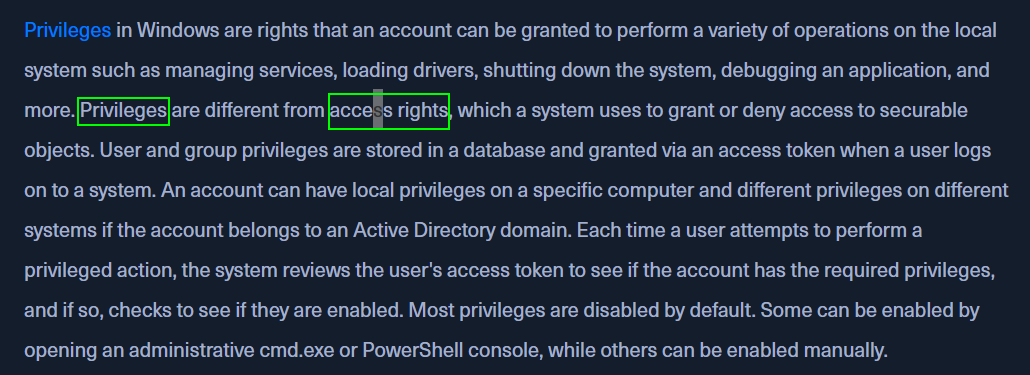 Privileges in Windows are rights that an account can be granted to perform a variety of operations on the local
system such as managing services, loading drivers, shutting down the system, debugging an application, and
more. Privileges are different from access rights, which a system uses to grant or deny access to securable
objects. User and group privileges are stored in a database and granted via an access token when a user logs
on to a system. An account can have local privileges on a specific computer and different privileges on different
systems if the account belongs to an Active Directory domain. Each time a user attempts to perform a
privileged action, the system reviews the user's access token to see if the account has the required privileges,
and if so, checks to see if they are enabled. Most privileges are disabled by default. Some can be enabled by
opening an administrative cmd.exe or PowerShell console, while others can be enabled manually.